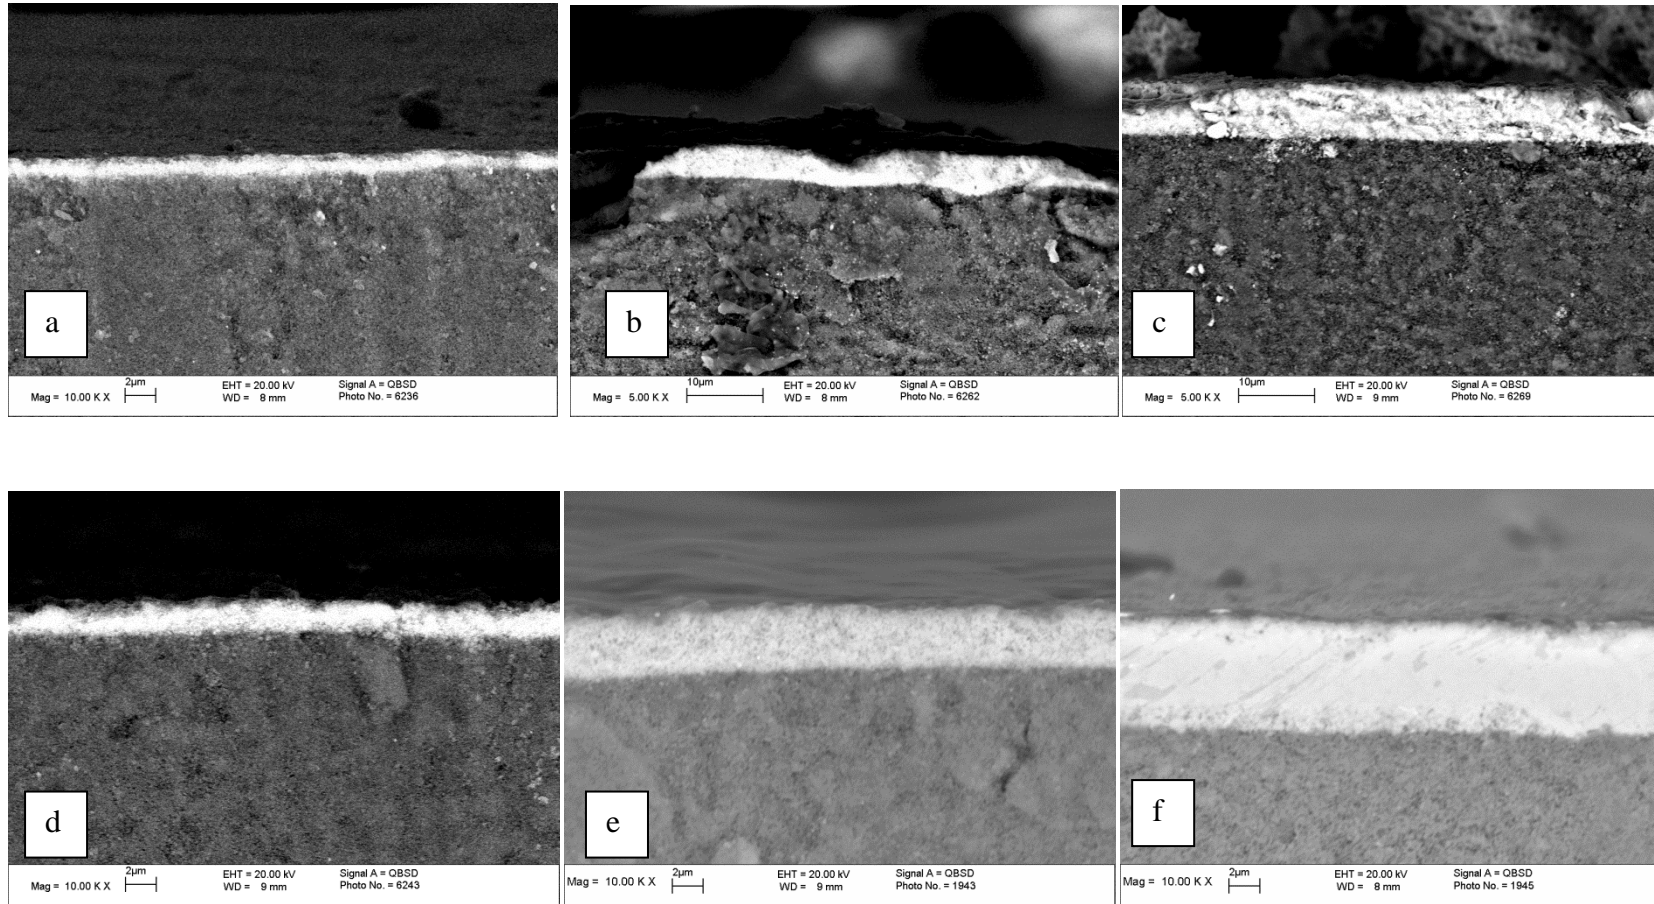 a
b
c
2µm
Mag = 10.00 K X
EHT = 20.00 kV
WD = 8 mm
Signal A = QBSD
Photo No. = 6236
10µm
Mag = 5.00 K X
EHT = 20.00 kV
WD = 8 mm
Signal A = QBSD
Photo No. = 6262
10µm
Mag = 5.00 K X
EHT = 20.00 kV
WD = 9 mm
Signal A = QBSD
Photo No. = 6269
d
e
f
2µm
Mag = 10.00 K X
EHT = 20.00 kV
WD = 9 mm
Signal A = QBSD
Photo No. = 6243
2µm
Mag = 10.00 K X
EHT = 20.00 kV
WD = 9 mm
Signal A = QBSD
Photo No. = 1943
2µm
Mag = 10.00 K X
EHT = 20.00 kV
WD = 8 mm
Signal A = QBSD
Photo No. = 1945